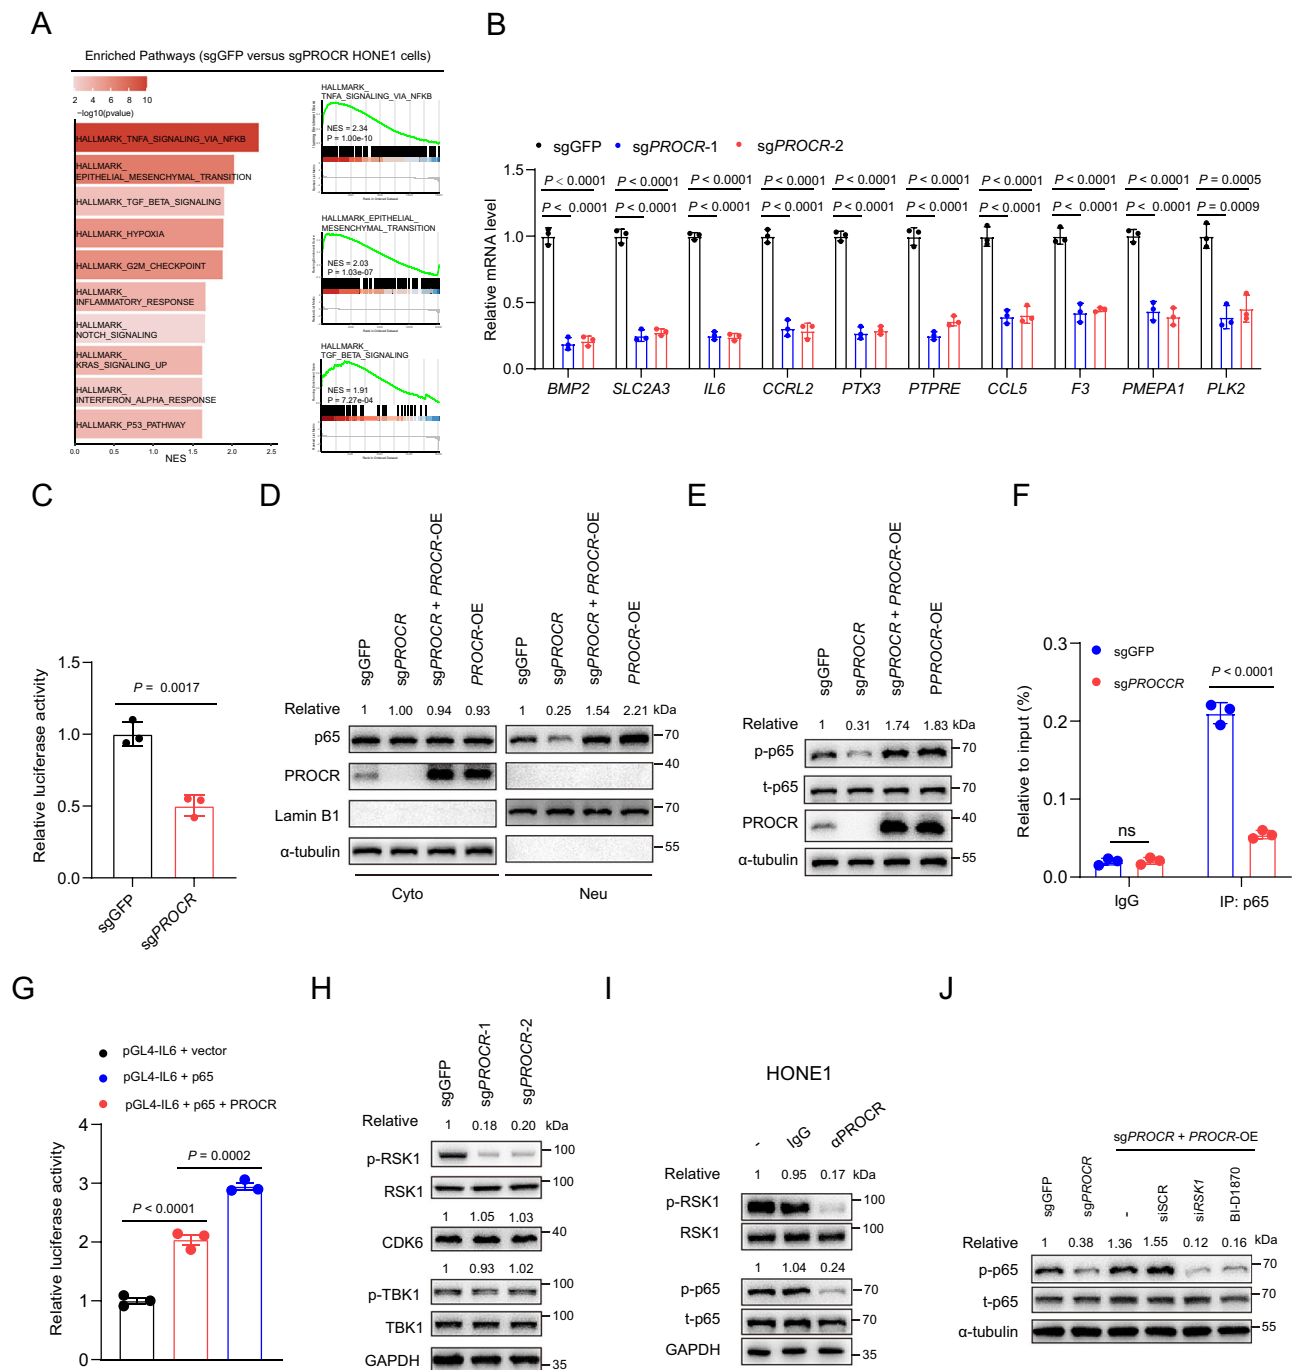 A
Enriched Pathways (sgGFP versus sgPROCR HONE1 cells)
2 4 6 8 10
−log10(pvalue)
HALLMARK_TNFA_SIGNALING_VIA_NFKB
HALLMARK_
EPITHELIAL_MESENCHYMAL_TRANSITION
HALLMARK_TGF_BETA_SIGNALING
HALLMARK_HYPOXIA
HALLMARK_G2M_CHECKPOINT
HALLMARK_
INFLAMMATORY_RESPONSE
HALLMARK_
NOTCH_SIGNALING
HALLMARK_
KRAS_SIGNALING_UP
HALLMARK_
INTERFERON_ALPHA_RESPONSE
HALLMARK_P53_PATHWAY
0.0 0.5 1.0 1.5 2.0 2.5
NES
HALLMARK_
TNFA_SIGNALING_VIA_NFKB
NES = 2.34
P = 1.00e-10
HALLMARK_EPITHELIAL_
MESENCHYMAL_TRANSITION
NES = 2.03
P = 1.03e-07
HALLMARK_
TGF_BETA_SIGNALING
NES = 1.91
P = 7.27e-04
B
sgGFP sgPROCR-1 sgPROCR-2
Relative mRNA level
1.5
1.0
0.5
0.0
P < 0.0001 P < 0.0001 P < 0.0001 P < 0.0001 P < 0.0001 P < 0.0001 P < 0.0001 P < 0.0001 P < 0.0001 P = 0.0005
P < 0.0001 P < 0.0001 P < 0.0001 P < 0.0001 P < 0.0001 P < 0.0001 P < 0.0001 P < 0.0001 P < 0.0001 P = 0.0009
BMP2 SLC2A3 IL6 CCRL2 PTX3 PTPRE CCL5 F3 PMEPA1 PLK2
C
Relative luciferase activity
1.5
1.0
0.5
0.0
P = 0.0017
sgGFP sgPROCR
D
sgGFP sgPROCR sgPROCR + PROCR-OE PROCR-OE sgGFP sgPROCR sgPROCR + PROCR-OE PROCR-OE
Relative 1 1.00 0.94 0.93 1 0.25 1.54 2.21 kDa
p65 70
PROCR 40
Lamin B1 70
α-tubulin 55
Cyto Neu
E
sgGFP sgPROCR sgPROCR + PROCR-OE PPROCR-OE
Relative 1 0.31 1.74 1.83 kDa
p-p65 70
t-p65 70
PROCR 40
α-tubulin 55
F
Relative to input (%)
0.3
0.2
0.1
0.0
sgGFP
sgPROCCR
P < 0.0001
ns
IgG IP: p65
G
pGL4-IL6 + vector
pGL4-IL6 + p65
pGL4-IL6 + p65 + PROCR
Relative luciferase activity
4
3
2
1
0
P = 0.0002
P < 0.0001
H
sgGFP sgPROCR-1 sgPROCR-2
Relative 1 0.18 0.20 kDa
p-RSK1 100
RSK1 100
1 1.05 1.03
CDK6 40
1 0.93 1.02
p-TBK1 100
TBK1 100
GAPDH 35
I
HONE1
- IgG αPROCR
Relative 1 0.95 0.17 kDa
p-RSK1 100
RSK1 100
1 1.04 0.24
p-p65 70
t-p65 70
GAPDH 35
J
sgPROCR + PROCR-OE
sgGFP sgPROCR - siSCR siRSK1 BI-D1870
Relative 1 0.38 1.36 1.55 0.12 0.16 kDa
p-p65 70
t-p65 70
α-tubulin 55